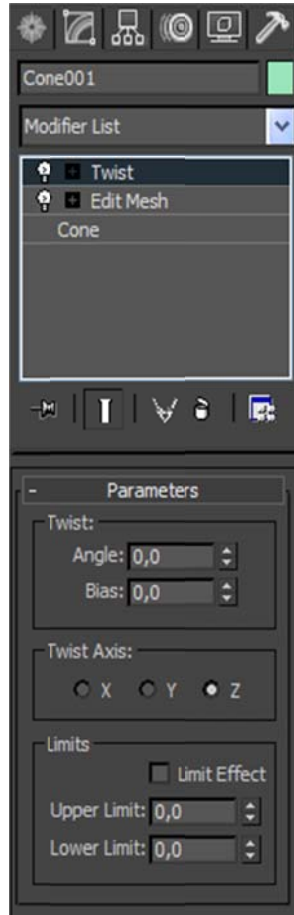 Cone001
Modifier List
Twist
Edit Mesh
Cone
- Parameters
Twist:
Angle: 0,0
Bias: 0,0
Twist Axis:
X Y Z
Limits
Limit Effect
Upper Limit: 0,0
Lower Limit: 0,0